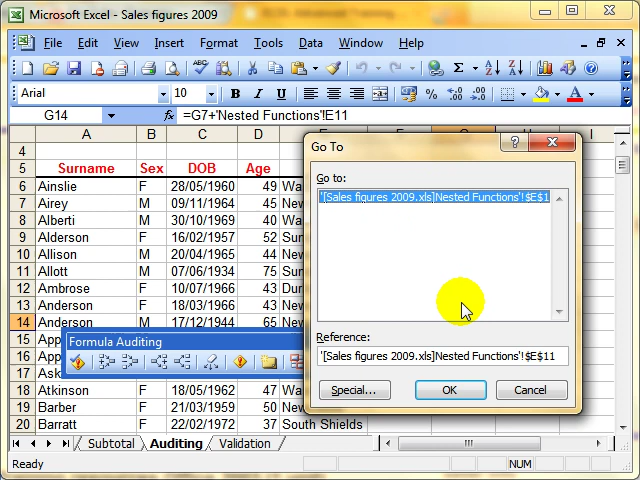 Microsoft Excel - Sales figures 2009
File Edit View Insert Format Tools Data Window Help
Arial 10 B I U % A
G14 =G7+'Nested Functions'!E11
A B C D I
4
5 Surname Sex DOB Age
6 Ainslie F 28/05/1960 49
7 Airey M 09/11/1964 45
8 Alberti M 30/10/1969 40
9 Alderson F 16/02/1957 52
10 Allison M 20/04/1965 44
11 Allott M 07/06/1934 75
12 Ambrose F 10/07/1966 43
13 Anderson F 18/03/1966 43
14 Anderson M 17/12/1944 65
15
16
17
18 Atkinson F 18/05/1962 47
19 Barber F 21/03/1959 50
20 Barratt F 22/02/1972 37 South Shields
Formula Auditing
Go To
Go to:
'[Sales figures 2009.xls]Nested Functions'!$E$1
Reference:
'[Sales figures 2009.xls]Nested Functions'!$E$11
Special... OK Cancel
Subtotal Auditing Validation
Ready NUM